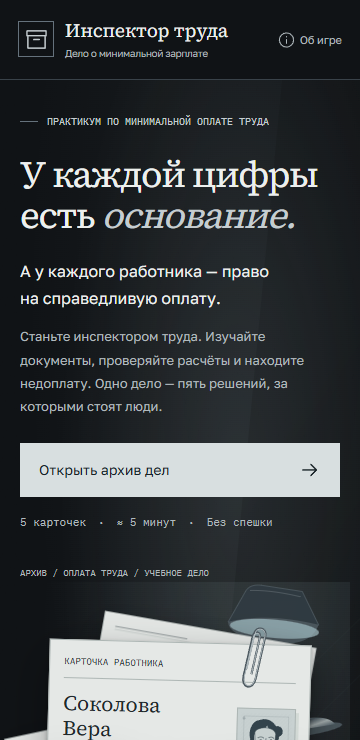 Инспектор труда
Дело о минимальной зарплате
Об игре
ПРАКТИКУМ ПО МИНИМАЛЬНОЙ ОПЛАТЕ ТРУДА
У каждой цифры
есть основание.
А у каждого работника — право
на справедливую оплату.
Станьте инспектором труда. Изучайте
документы, проверяйте расчёты и находите
недоплату. Одно дело — пять решений, за
которыми стоят люди.
Открыть архив дел
5 карточек · ≈ 5 минут · Без спешки
АРХИВ / ОПЛАТА ТРУДА / УЧЕБНОЕ ДЕЛО
КАРТОЧКА РАБОТНИКА
Соколова
Вера